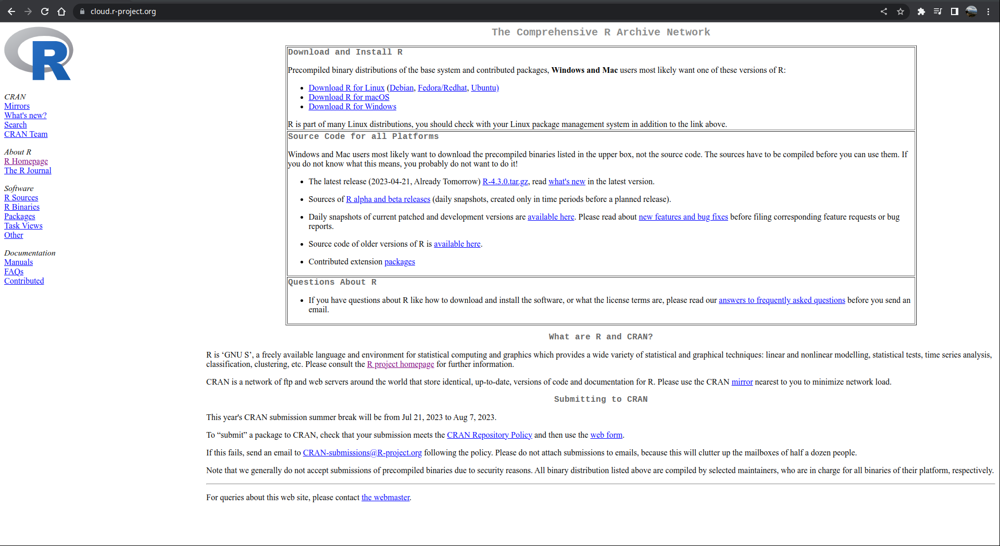 cloud.r-project.org
R
CRAN
Mirrors
What's new?
Search
CRAN Team
About R
R Homepage
The R Journal
Software
R Sources
R Binaries
Packages
Task Views
Other
Documentation
Manuals
FAQs
Contributed
The Comprehensive R Archive Network
Download and Install R
Precompiled binary distributions of the base system and contributed packages, Windows and Mac users most likely want one of these versions of R:
• Download R for Linux (Debian, Fedora/Redhat, Ubuntu)
• Download R for macOS
• Download R for Windows
R is part of many Linux distributions, you should check with your Linux package management system in addition to the link above.
Source Code for all Platforms
Windows and Mac users most likely want to download the precompiled binaries listed in the upper box, not the source code. The sources have to be compiled before you can use them. If
you do not know what this means, you probably do not want to do it!
• The latest release (2023-04-21, Already Tomorrow) R-4.3.0.tar.gz, read what's new in the latest version.
• Sources of R alpha and beta releases (daily snapshots, created only in time periods before a planned release).
• Daily snapshots of current patched and development versions are available here. Please read about new features and bug fixes before filing corresponding feature requests or bug
reports.
• Source code of older versions of R is available here.
• Contributed extension packages
Questions About R
• If you have questions about R like how to download and install the software, or what the license terms are, please read our answers to frequently asked questions before you send an
email.
What are R and CRAN?
R is ‘GNU S’, a freely available language and environment for statistical computing and graphics which provides a wide variety of statistical and graphical techniques: linear and nonlinear modelling, statistical tests, time series analysis,
classification, clustering, etc. Please consult the R project homepage for further information.
CRAN is a network of ftp and web servers around the world that store identical, up-to-date, versions of code and documentation for R. Please use the CRAN mirror nearest to you to minimize network load.
Submitting to CRAN
This year's CRAN submission summer break will be from Jul 21, 2023 to Aug 7, 2023.
To “submit” a package to CRAN, check that your submission meets the CRAN Repository Policy and then use the web form.
If this fails, send an email to CRAN-submissions@R-project.org following the policy. Please do not attach submissions to emails, because this will clutter up the mailboxes of half a dozen people.
Note that we generally do not accept submissions of precompiled binaries due to security reasons. All binary distribution listed above are compiled by selected maintainers, who are in charge for all binaries of their platform, respectively.
For queries about this web site, please contact the webmaster.